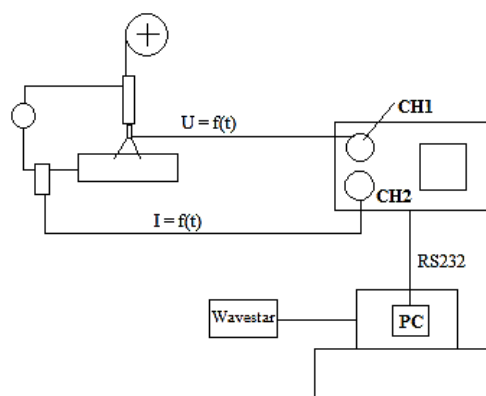 CH1
U = f(t)
CH2
I = f(t)
RS232
Wavestar
PC